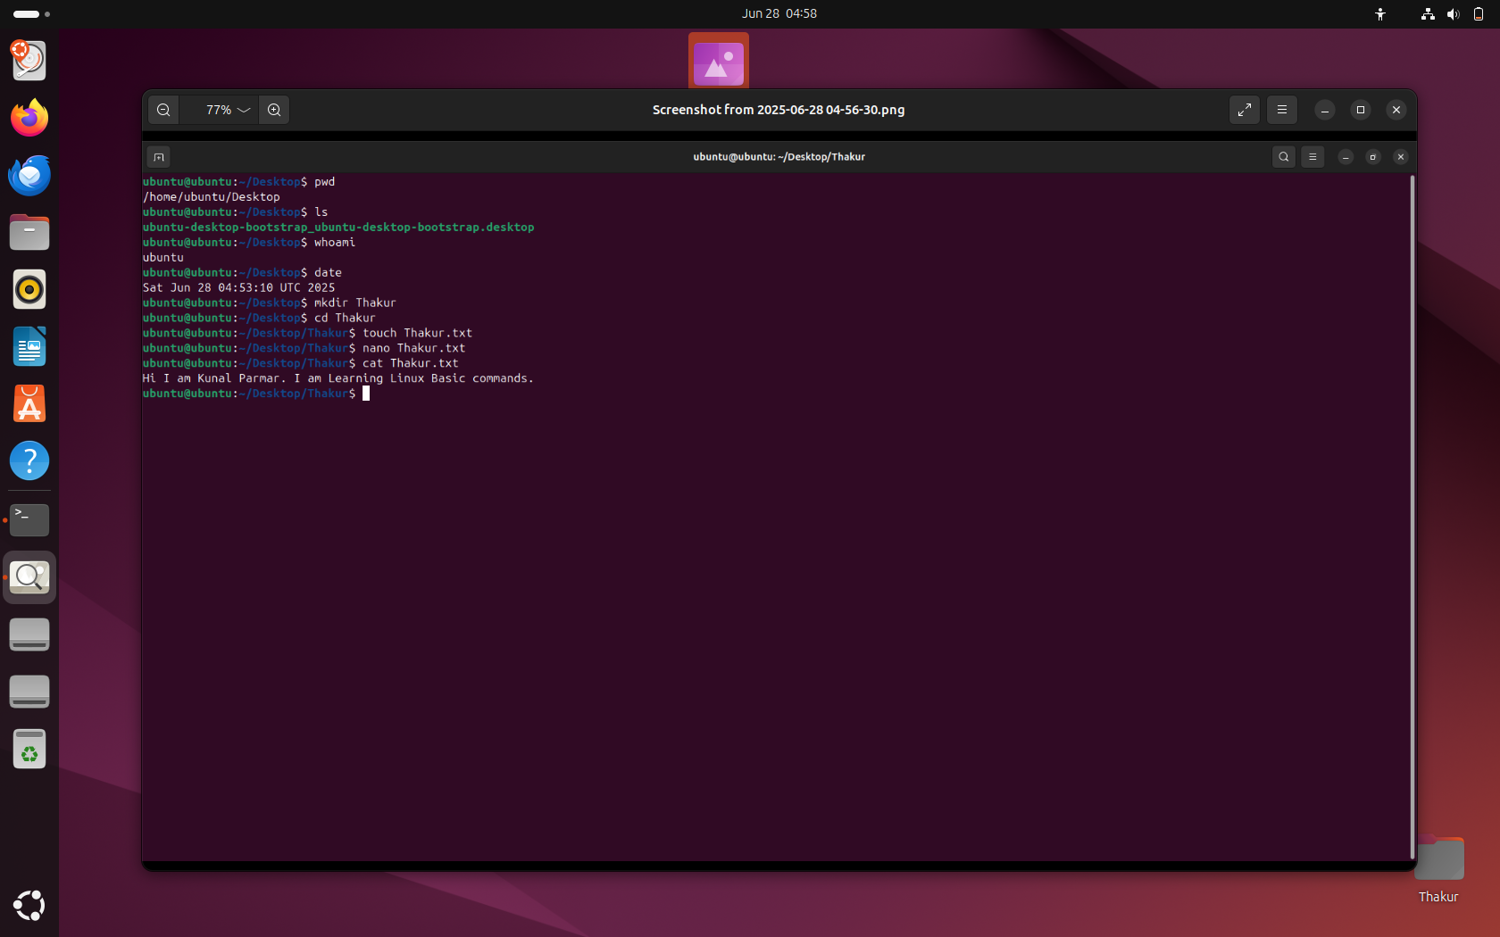 Jun 28 04:58
77%
Screenshot from 2025-06-28 04-56-30.png
ubuntu@ubuntu: ~/Desktop/Thakur
ubuntu@ubuntu:~/Desktop$ pwd
/home/ubuntu/Desktop
ubuntu@ubuntu:~/Desktop$ ls
ubuntu-desktop-bootstrap_ubuntu-desktop-bootstrap.desktop
ubuntu@ubuntu:~/Desktop$ whoami
ubuntu
ubuntu@ubuntu:~/Desktop$ date
Sat Jun 28 04:53:10 UTC 2025
ubuntu@ubuntu:~/Desktop$ mkdir Thakur
ubuntu@ubuntu:~/Desktop$ cd Thakur
ubuntu@ubuntu:~/Desktop/Thakur$ touch Thakur.txt
ubuntu@ubuntu:~/Desktop/Thakur$ nano Thakur.txt
ubuntu@ubuntu:~/Desktop/Thakur$ cat Thakur.txt
Hi I am Kunal Parmar. I am Learning Linux Basic commands.
ubuntu@ubuntu:~/Desktop/Thakur$
Thakur